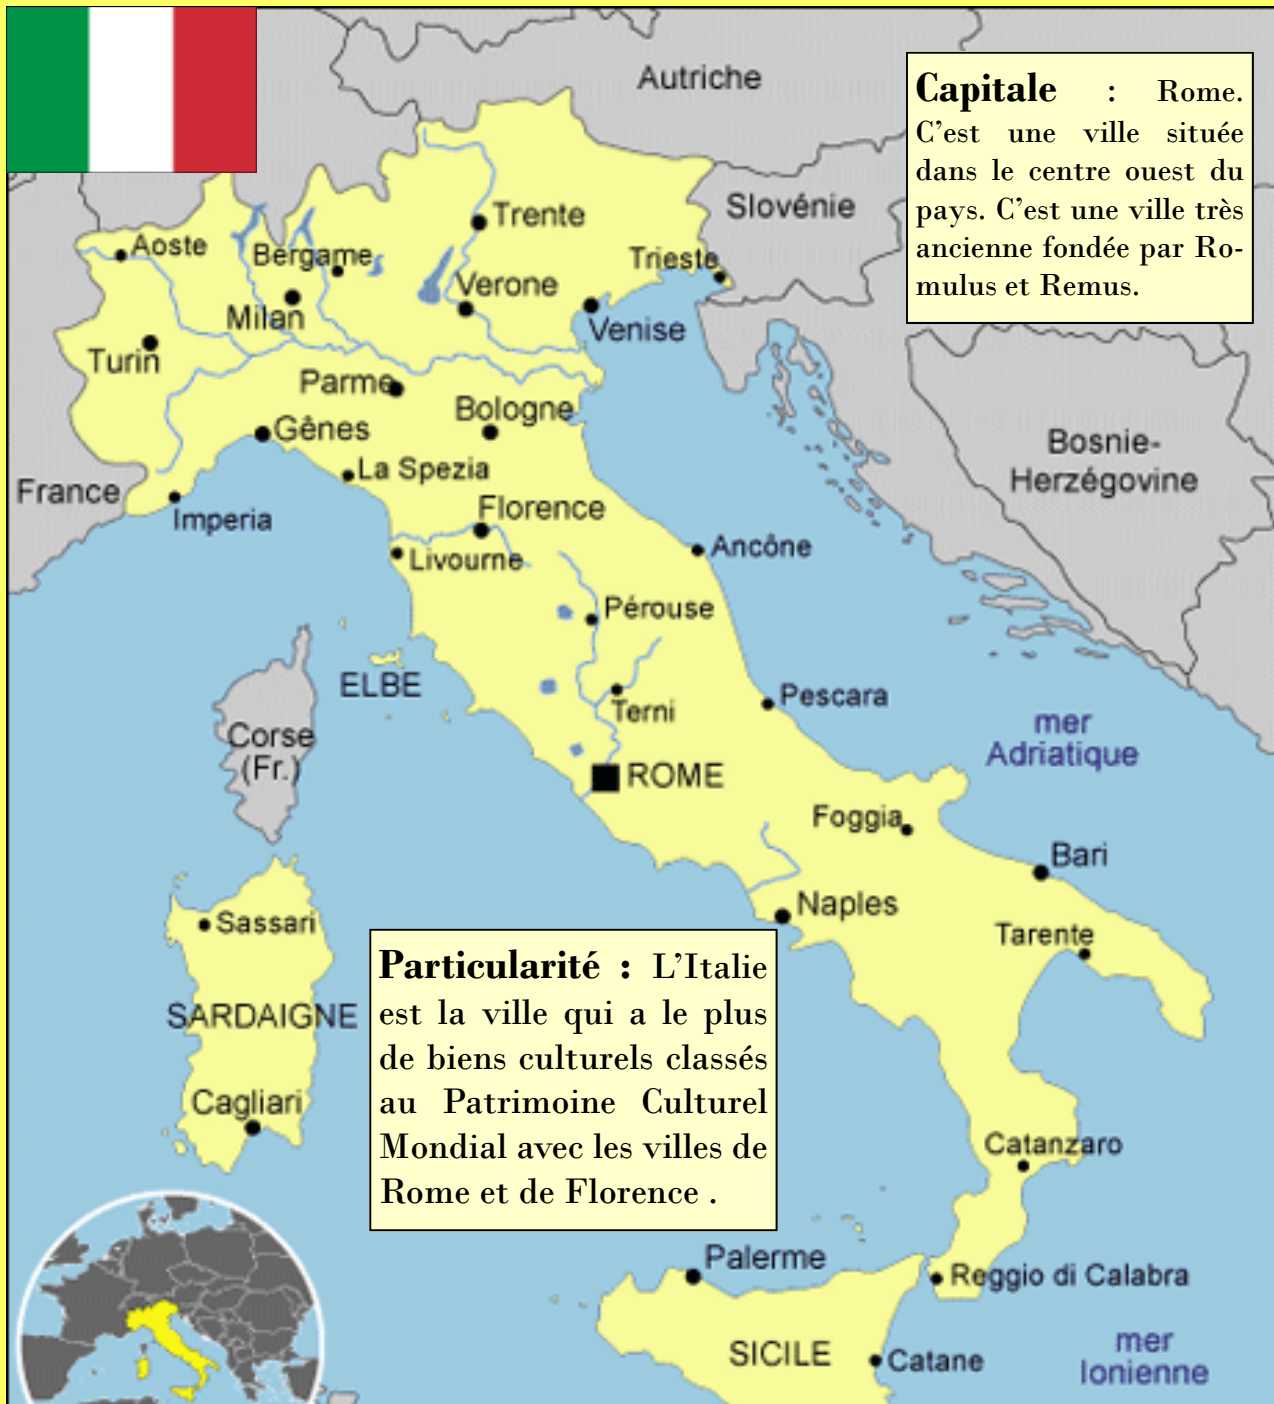 Autriche
Capitale : Rome.
C'est une ville située
dans le centre ouest du
pays. C'est une ville très
ancienne fondée par Ro-
mulus et Remus.
Slovénie
Trente
Aoste
Bergame
Trieste
Verone
Milan
Venise
Turin
Parme
Bologne
Gênes
Bosnie-
Herzégovine
La Spezia
France
Imperia
Florence
Ancône
Livourne
Pérouse
ELBE
Pescara
Terni
Corse
(Fr.)
mer
Adriatique
ROME
Foggia
Bari
Naples
Sassari
Tarente
Particularité : L'Italie
est la ville qui a le plus
de biens culturels classés
au Patrimoine Culturel
Mondial avec les villes de
Rome et de Florence .
SARDAIGNE
Cagliari
Catanzaro
Palerme
Reggio di Calabra
SICILE
Catane
mer
Ionienne